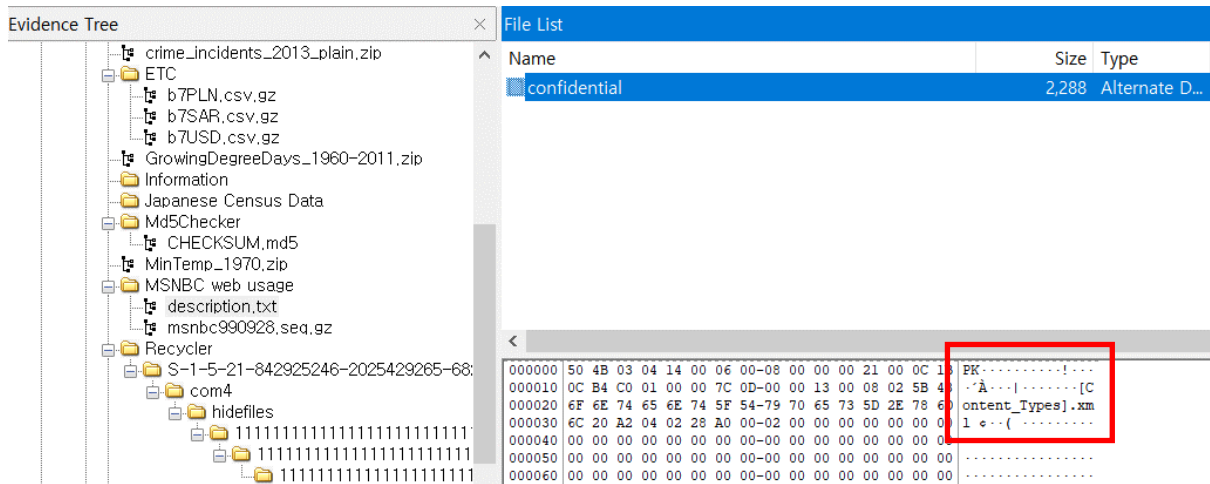 Evidence Tree
crime_incidents_2013_plain.zip
ETC
b7PLN.csv.gz
b7SAR.csv.gz
b7USD.csv.gz
GrowingDegreeDays_1960-2011.zip
Information
Japanese Census Data
Md5Checker
CHECKSUM.md5
MinTemp_1970.zip
MSNBC web usage
description.txt
msnbc990928.seq.gz
Recycler
S-1-5-21-842925246-2025429265-68
com4
hidefiles
File List
Name Size Type
confidential 2,288 Alternate D...
000000 50 4B 03 04 14 00 06 00-08 00 00 00 21 00 0C PK··········!···
000010 0C B4 C0 01 00 00 7C 0D-00 00 13 00 08 02 5B ·´À···|·······[C
000020 6F 6E 74 65 6E 74 5F 54-79 70 65 73 5D 2E 78 ontent_Types].xm
000030 6C 20 A2 04 02 28 A0 00-02 00 00 00 00 00 00 l ¢··( ·········
000040 00 00 00 00 00 00 00 00-00 00 00 00 00 00 00 00 ················
000050 00 00 00 00 00 00 00 00-00 00 00 00 00 00 00 00 ················
000060 00 00 00 00 00 00 00 00-00 00 00 00 00 00 00 00 ················